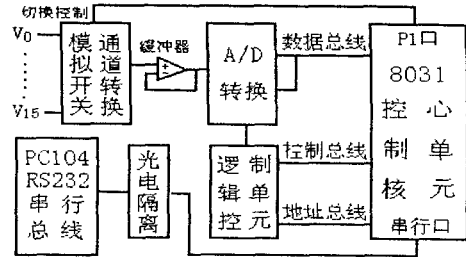 切换控制
V0
V15
模拟开关
通道转换
缓冲器
A/D
转换
数据总线
P1口
8031
控制核
心单元
串行口
控制总线
地址总线
逻辑控
制单元
光电隔离
PC104
RS232
串行
总线